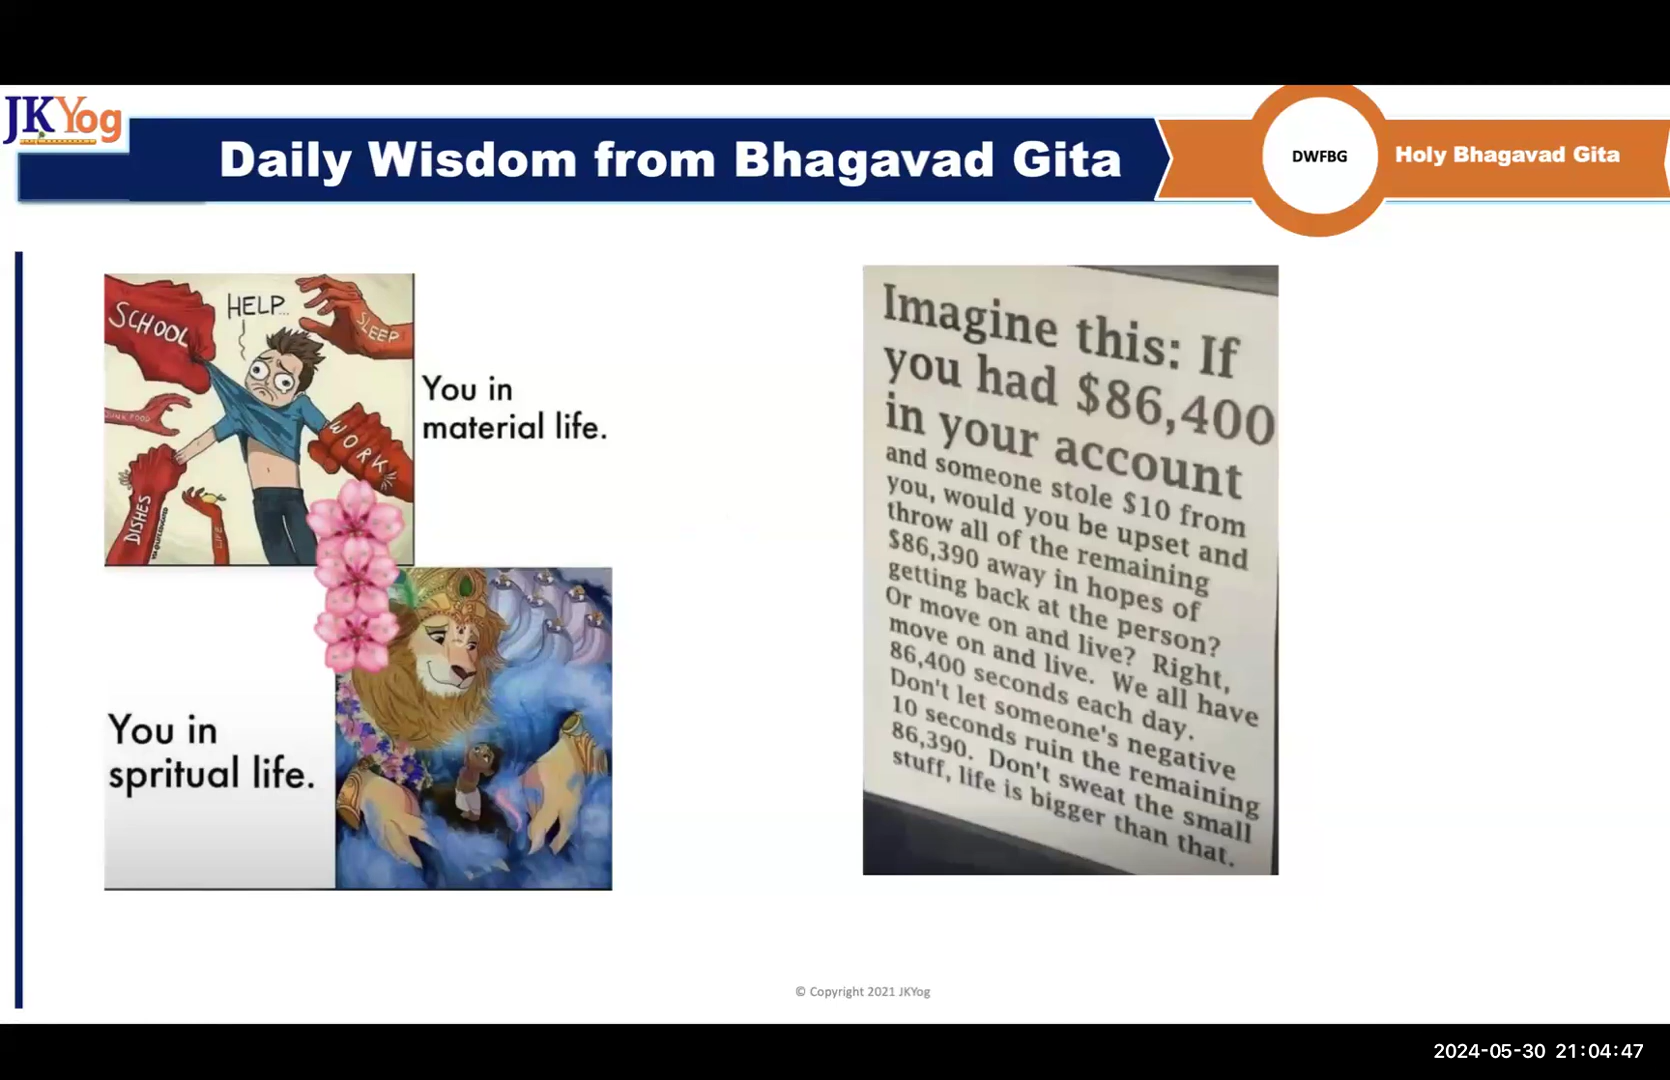 JKYog
Daily Wisdom from Bhagavad Gita
DWFBG
Holy Bhagavad Gita
SCHOOL
HELP...
SLEEP
JUNK FOOD
WORK
DISHES
LIFE
You in
material life.
You in
spritual life.
Imagine this: If
you had $86,400
in your account
and someone stole $10 from
you, would you be upset and
throw all of the remaining
$86,390 away in hopes of
getting back at the person?
Or move on and live? Right,
move on and live. We all have
86,400 seconds each day.
Don't let someone's negative
10 seconds ruin the remaining
86,390. Don't sweat the small
stuff, life is bigger than that.
© Copyright 2021 JKYog
2024-05-30 21:04:47